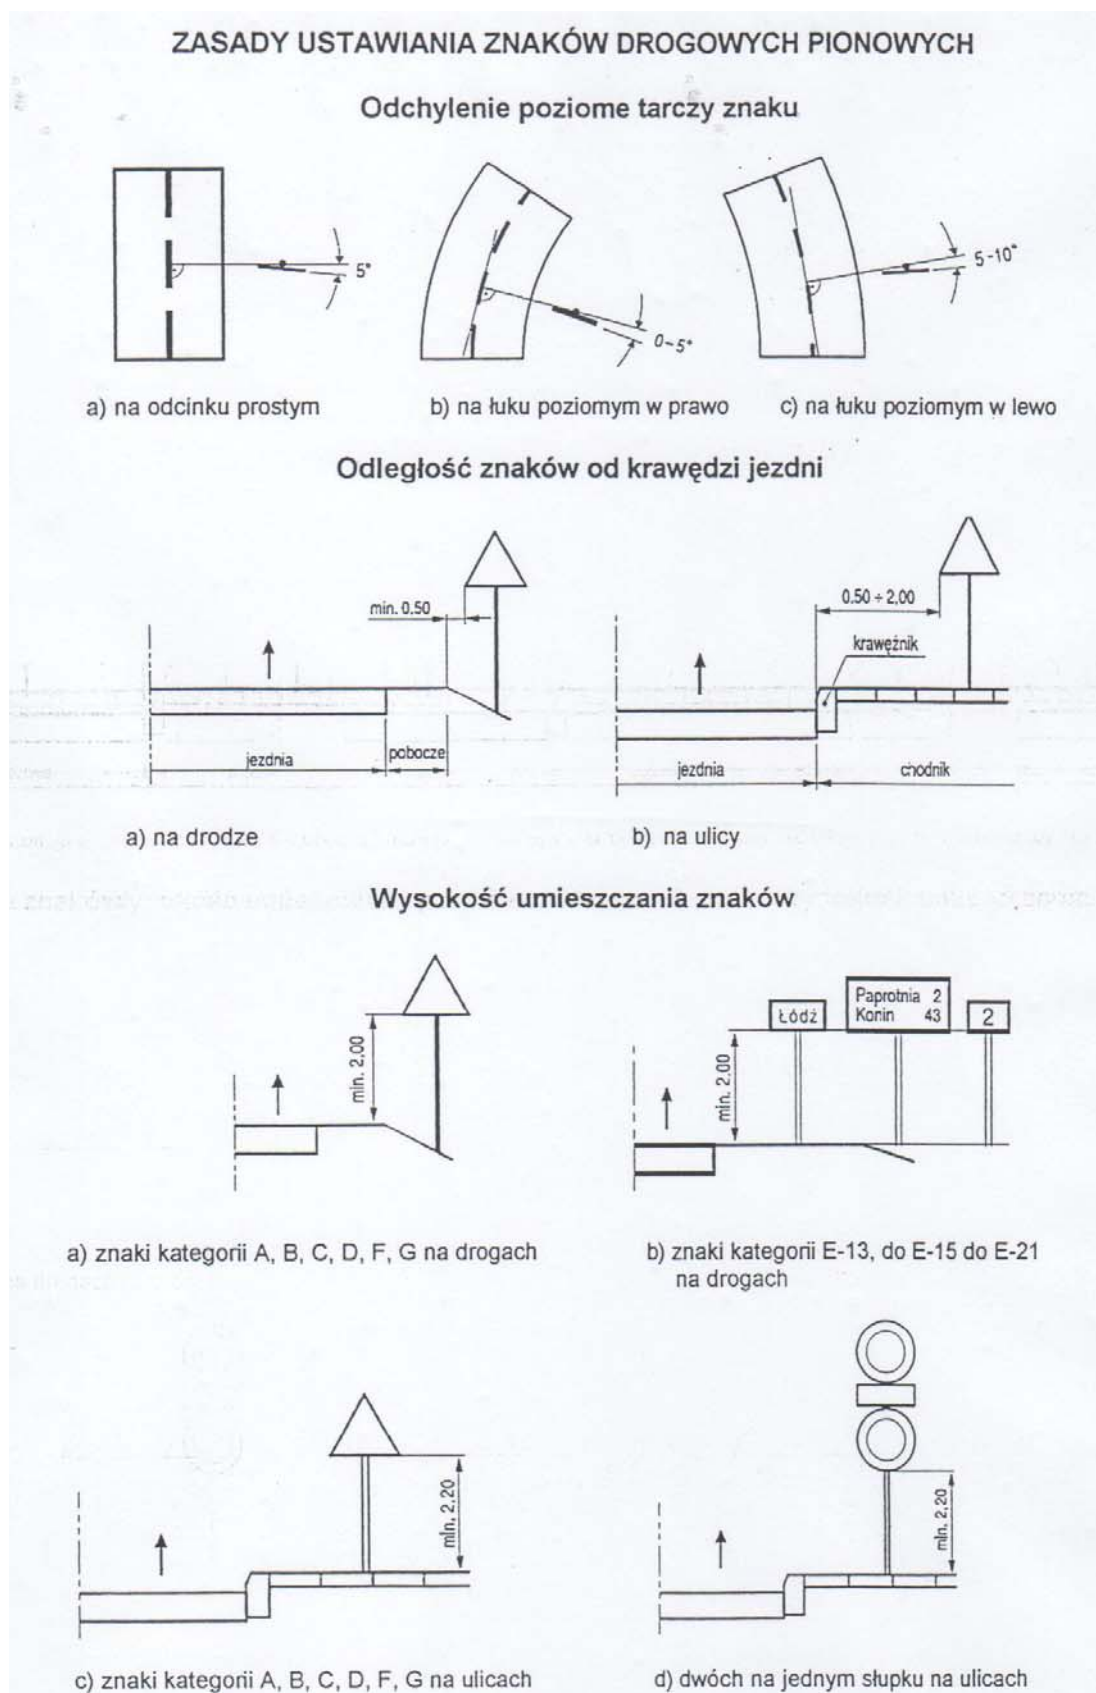 ZASADY USTAWIANIA ZNAKÓW DROGOWYCH PIONOWYCH
Odchylenie poziome tarczy znaku
5°
0-5°
5-10°
a) na odcinku prostym
b) na łuku poziomym w prawo
c) na łuku poziomym w lewo
Odległość znaków od krawędzi jezdni
min. 0.50
jezdnia
pobocze
0.50 ÷ 2,00
krawężnik
jezdnia
chodnik
a) na drodze
b) na ulicy
Wysokość umieszczania znaków
min. 2.00
min. 2.00
Łódź
Paprotnia 2
Konin 43
2
a) znaki kategorii A, B, C, D, F, G na drogach
b) znaki kategorii E-13, do E-15 do E-21
na drogach
min. 2.20
min. 2,20
c) znaki kategorii A, B, C, D, F, G na ulicach
d) dwóch na jednym słupku na ulicach